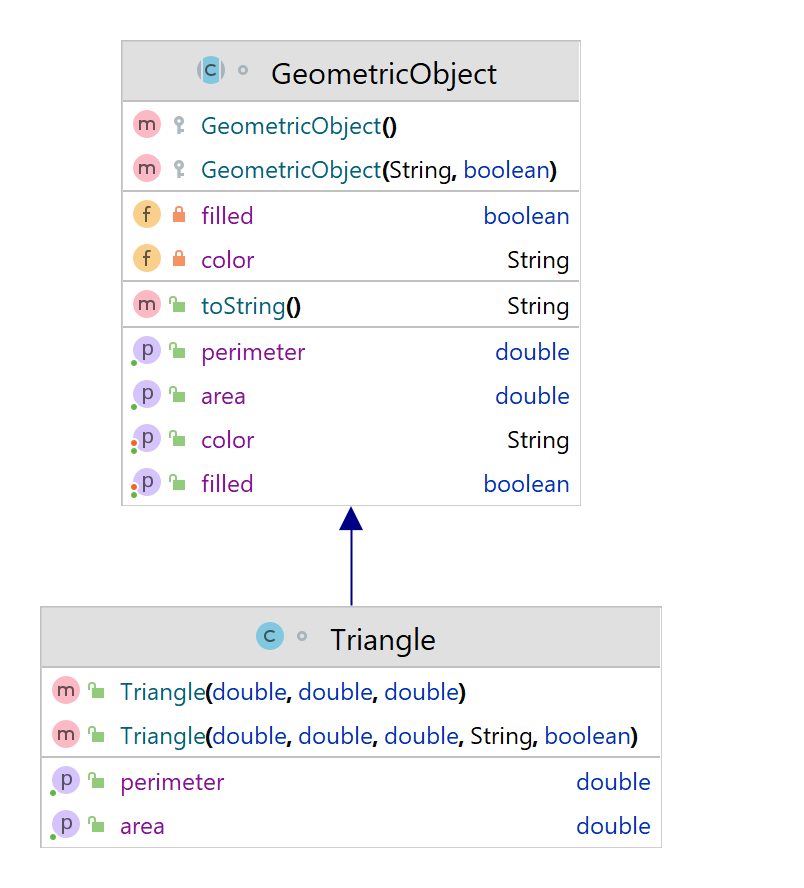 C GeometricObject
m GeometricObject()
m GeometricObject(String, boolean)
f filled boolean
f color String
m toString() String
p perimeter double
p area double
p color String
p filled boolean
C Triangle
m Triangle(double, double, double)
m Triangle(double, double, double, String, boolean)
p perimeter double
p area double